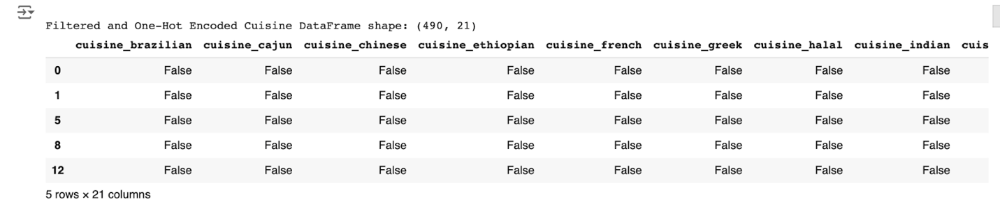 Filtered and One-Hot Encoded Cuisine DataFrame shape: (490, 21)
cuisine_brazilian cuisine_cajun cuisine_chinese cuisine_ethiopian cuisine_french cuisine_greek cuisine_halal cuisine_indian cuis
0 False False False False False False False False
1 False False False False False False False False
5 False False False False False False False False
8 False False False False False False False False
12 False False False False False False False False
5 rows × 21 columns